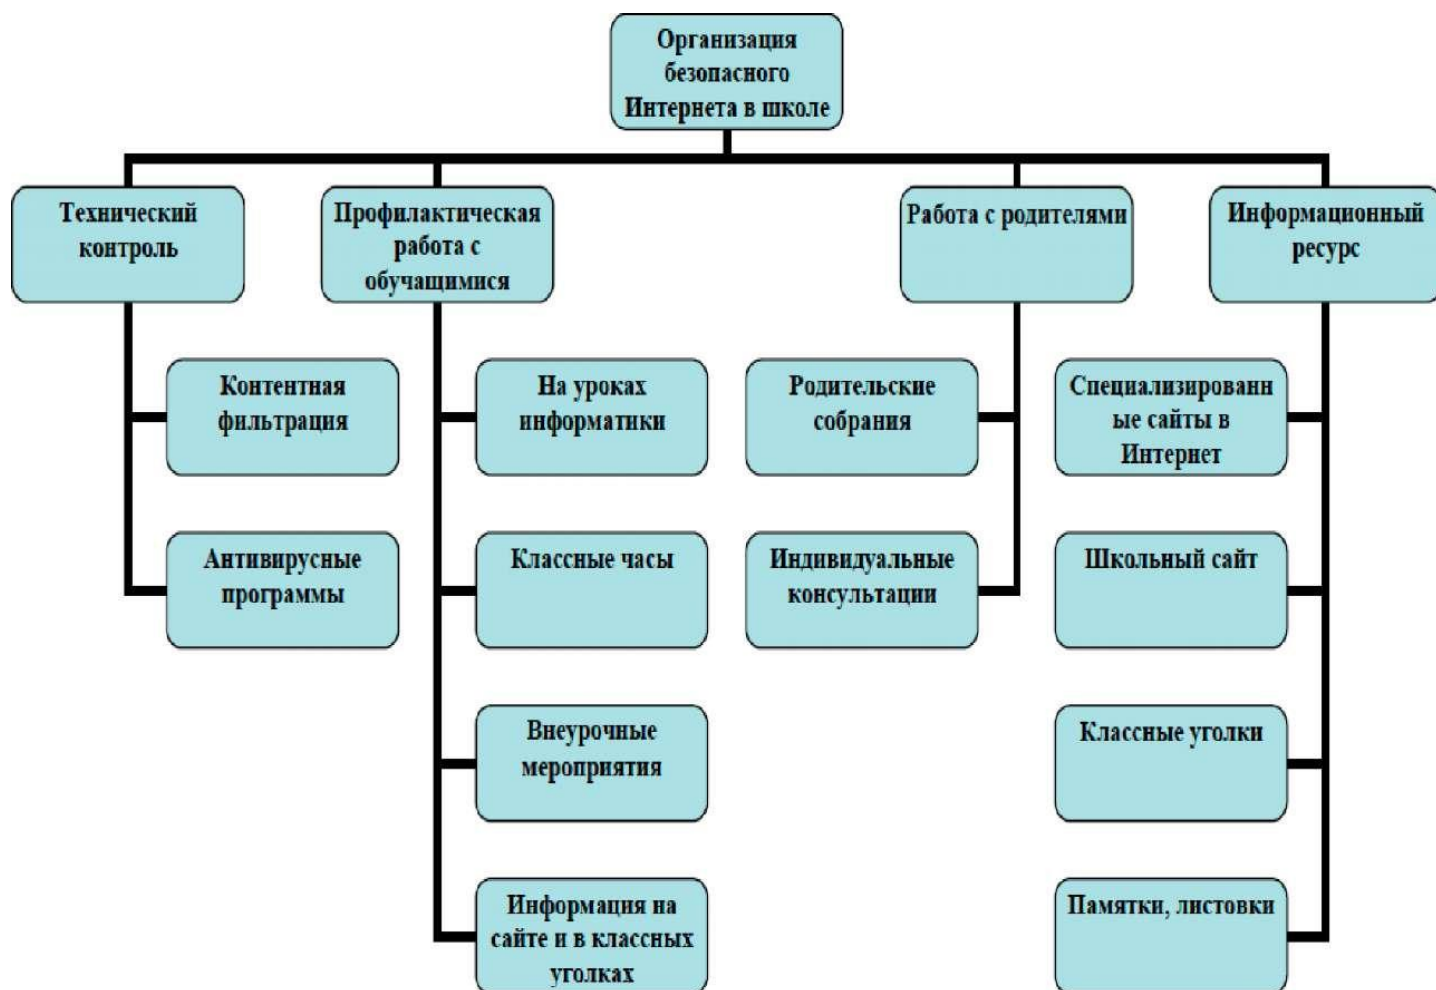 Организация
безопасного
Интернета в школе
Технический
контроль
Профилактическая
работа с
обучащимися
Работа с родителями
Информационный
ресурс
Контентная
фильтрация
На уроках
информатики
Родительские
собрания
Специализированн
ые сайты в
Интернет
Антивирусные
программы
Классные часы
Индивидуальные
консультации
Школьный сайт
Внеурочные
мероприятия
Классные уголки
Информация на
сайте и в классных
уголках
Памятки, листовки